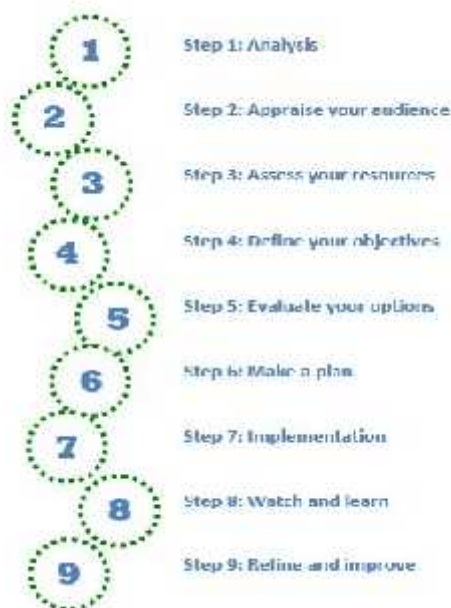 1 Step 1: Analysis
2 Step 2: Appraise your audience
3 Step 3: Assess your resources
4 Step 4: Define your objectives
5 Step 5: Evaluate your options
6 Step 6: Make a plan
7 Step 7: Implementation
8 Step 8: Watch and learn
9 Step 9: Refine and improve